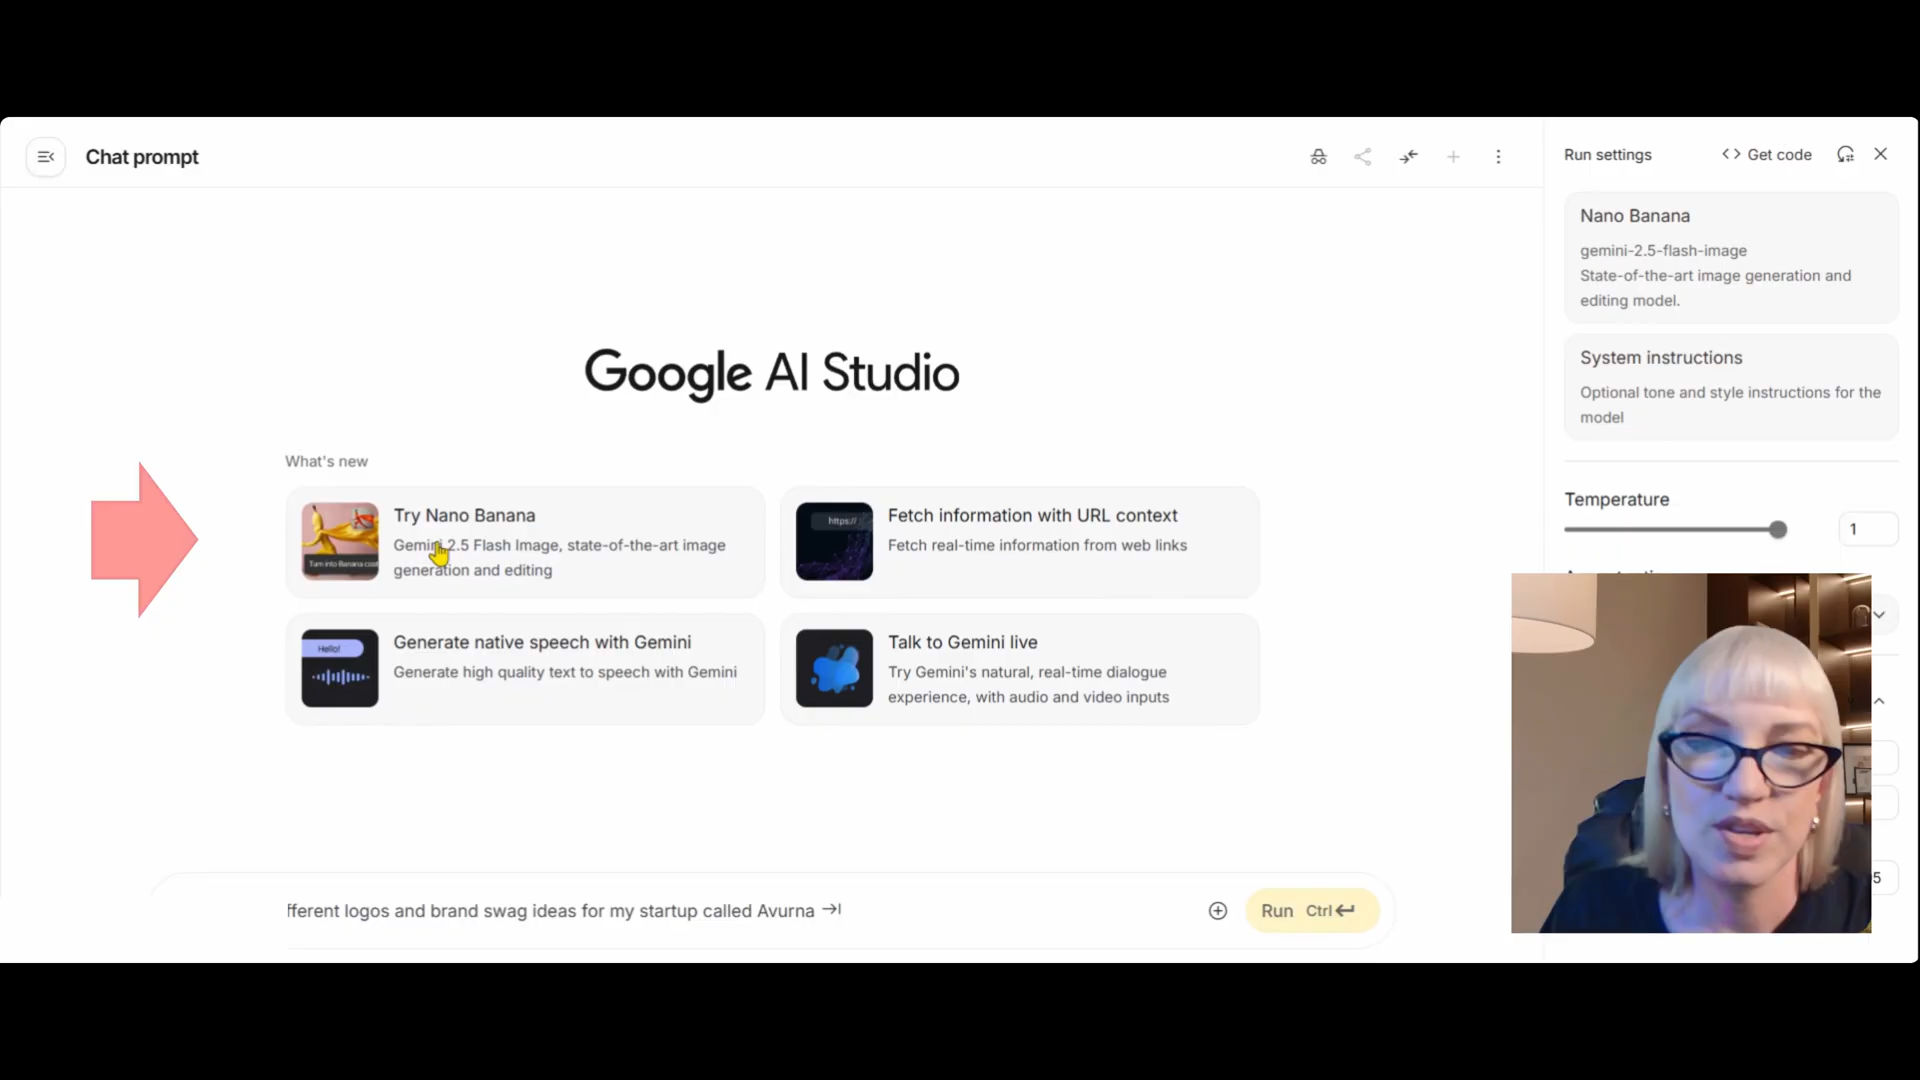 Chat prompt
Run settings
Get code
Nano Banana
gemini-2.5-flash-image
State-of-the-art image generation and
editing model.
System instructions
Optional tone and style instructions for the
model
Google AI Studio
What's new
Temperature
1
Try Nano Banana
Gemini 2.5 Flash Image, state-of-the-art image
generation and editing
https://
Fetch information with URL context
Fetch real-time information from web links
Hello!
Generate native speech with Gemini
Generate high quality text to speech with Gemini
Talk to Gemini live
Try Gemini's natural, real-time dialogue
experience, with audio and video inputs
fferent logos and brand swag ideas for my startup called Avurna
Run Ctrl
5